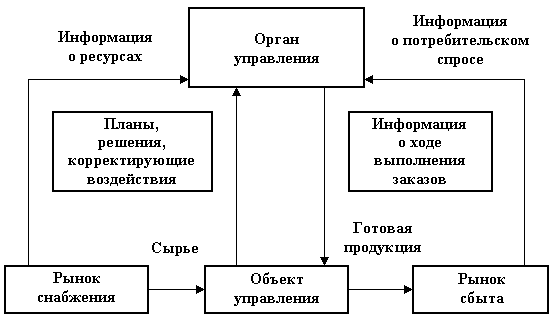 Информация
о ресурсах
Орган
управления
Информация
о потребительском
спросе
Планы,
решения,
корректирующие
воздействия
Информация
о ходе
выполнения
заказов
Сырье
Готовая
продукция
Рынок
снабжения
Объект
управления
Рынок
сбыта